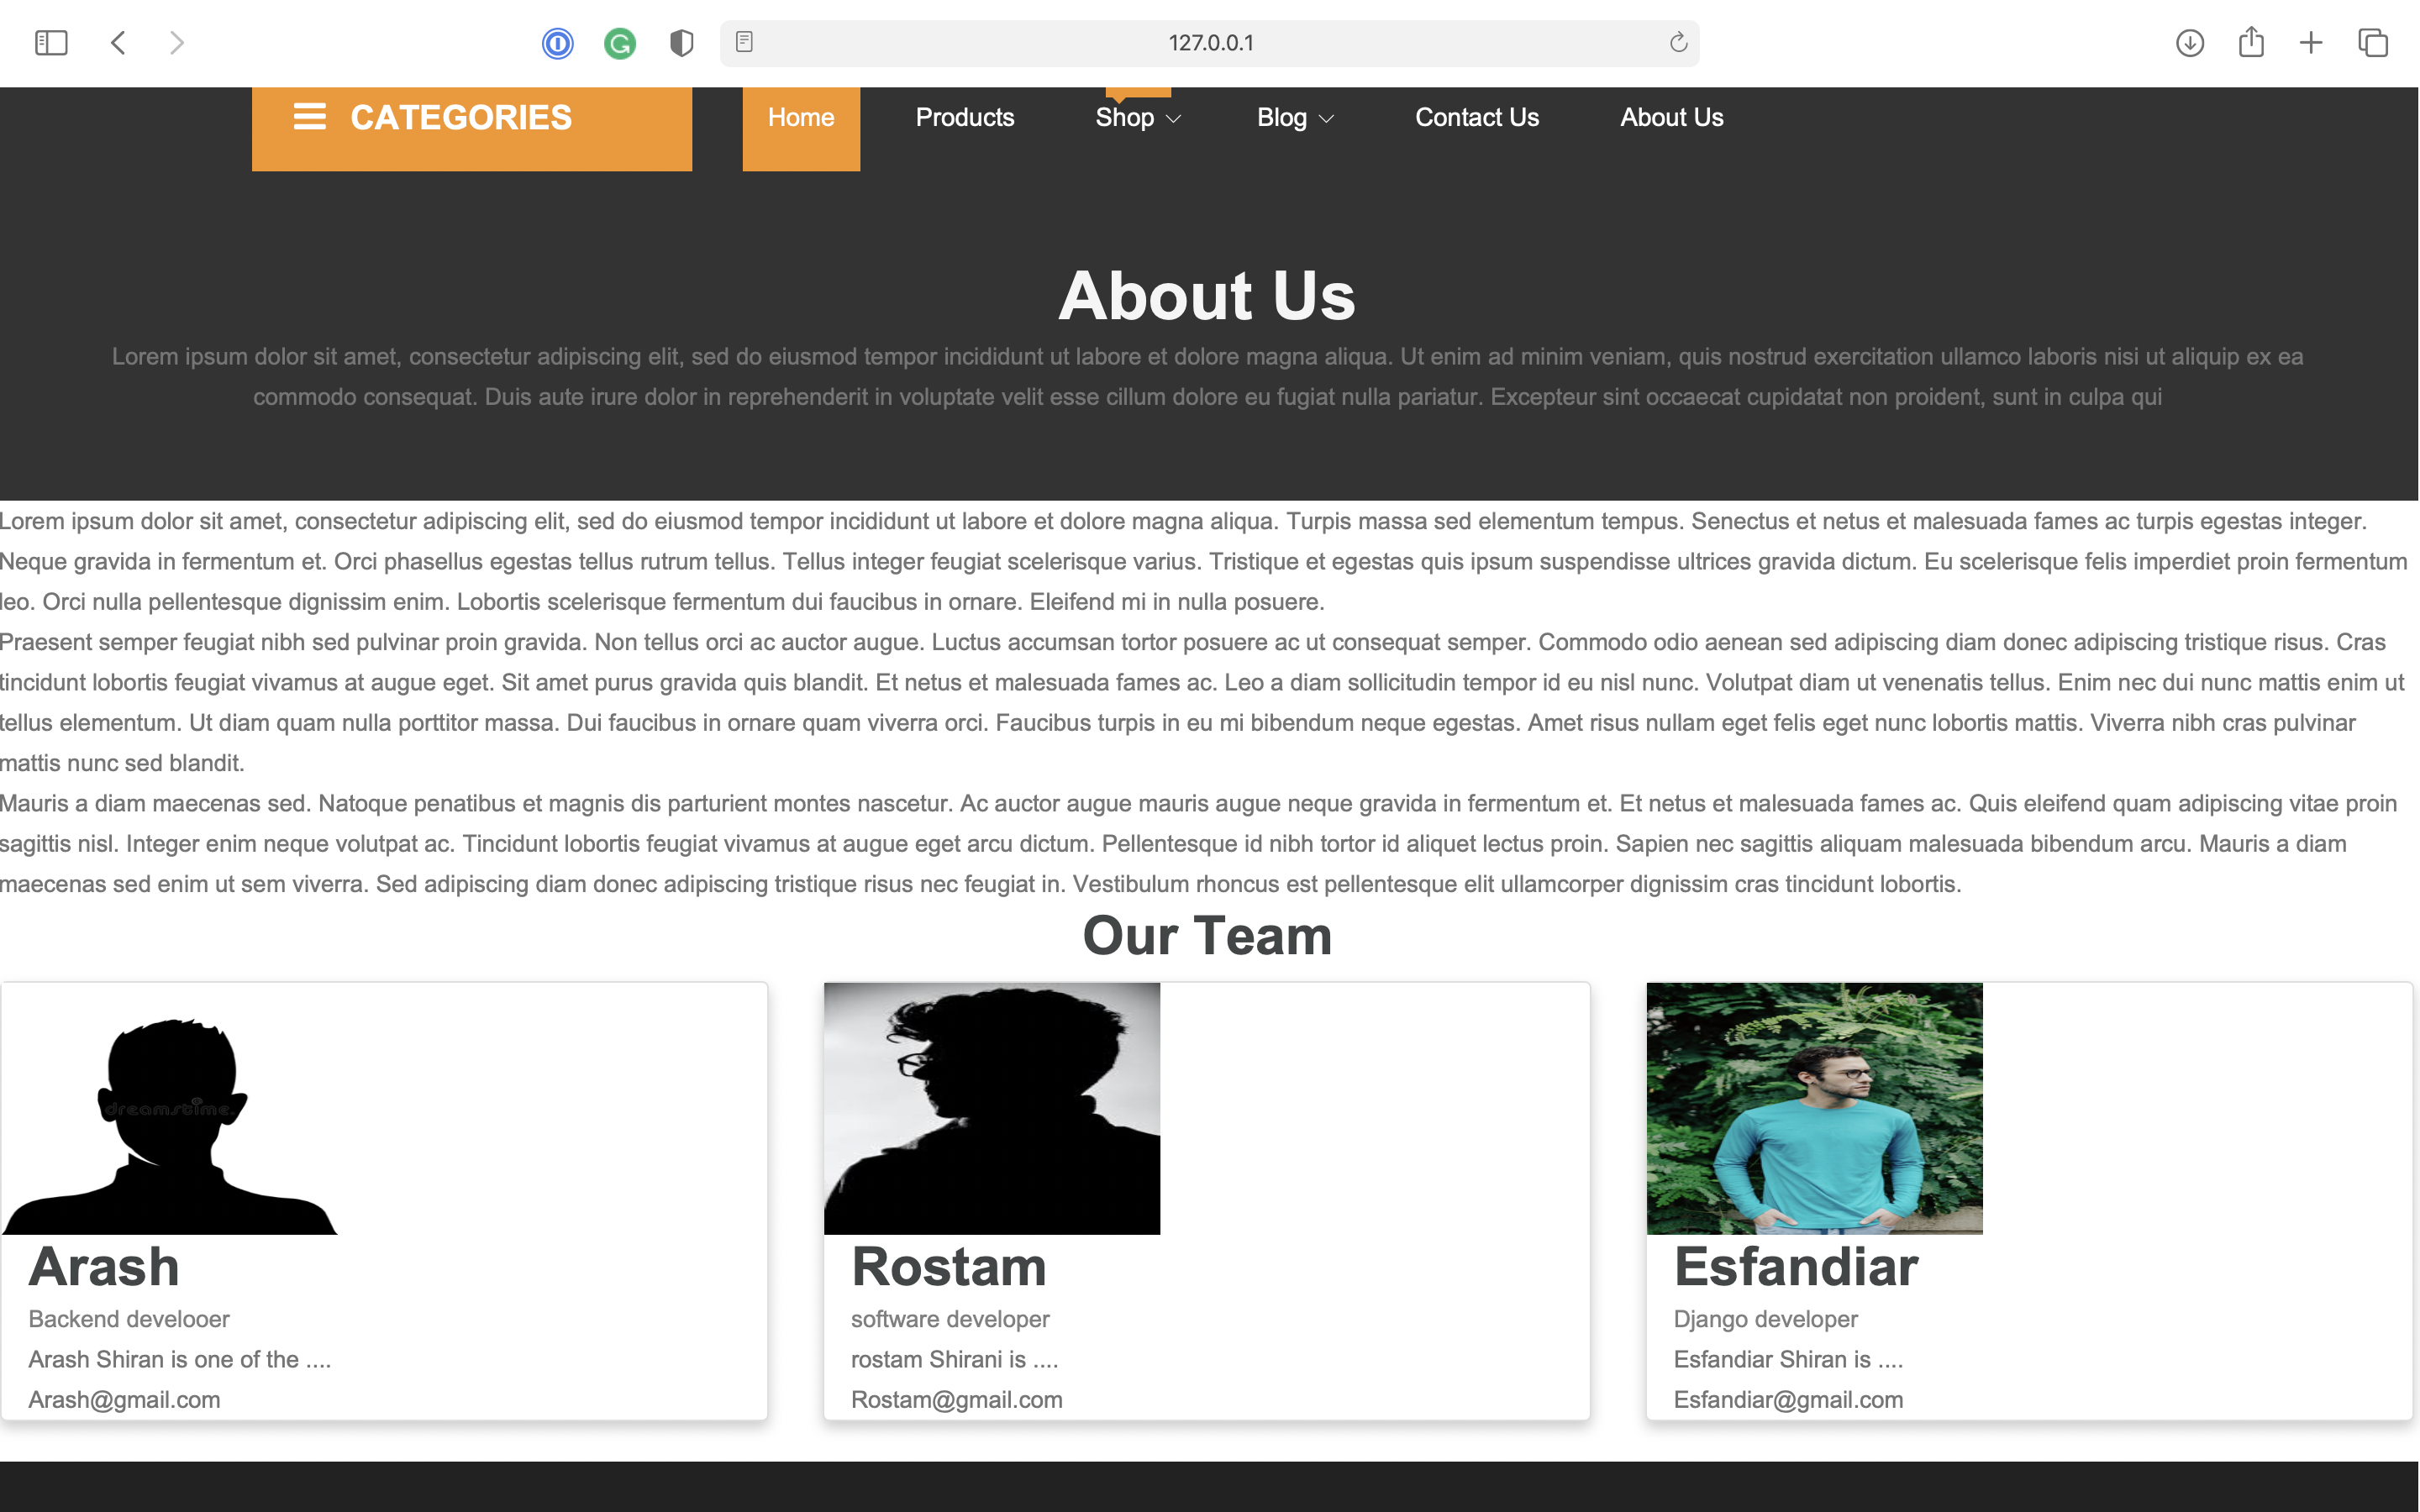 127.0.0.1
CATEGORIES
Home Products Shop Blog Contact Us About Us
About Us
Lorem ipsum dolor sit amet, consectetur adipiscing elit, sed do eiusmod tempor incididunt ut labore et dolore magna aliqua. Ut enim ad minim veniam, quis nostrud exercitation ullamco laboris nisi ut aliquip ex ea
commodo consequat. Duis aute irure dolor in reprehenderit in voluptate velit esse cillum dolore eu fugiat nulla pariatur. Excepteur sint occaecat cupidatat non proident, sunt in culpa qui
Lorem ipsum dolor sit amet, consectetur adipiscing elit, sed do eiusmod tempor incididunt ut labore et dolore magna aliqua. Turpis massa sed elementum tempus. Senectus et netus et malesuada fames ac turpis egestas integer.
Neque gravida in fermentum et. Orci phasellus egestas tellus rutrum tellus. Tellus integer feugiat scelerisque varius. Tristique et egestas quis ipsum suspendisse ultrices gravida dictum. Eu scelerisque felis imperdiet proin fermentum
leo. Orci nulla pellentesque dignissim enim. Lobortis scelerisque fermentum dui faucibus in ornare. Eleifend mi in nulla posuere.
Praesent semper feugiat nibh sed pulvinar proin gravida. Non tellus orci ac auctor augue. Luctus accumsan tortor posuere ac ut consequat semper. Commodo odio aenean sed adipiscing diam donec adipiscing tristique risus. Cras
tincidunt lobortis feugiat vivamus at augue eget. Sit amet purus gravida quis blandit. Et netus et malesuada fames ac. Leo a diam sollicitudin tempor id eu nisl nunc. Volutpat diam ut venenatis tellus. Enim nec dui nunc mattis enim ut
tellus elementum. Ut diam quam nulla porttitor massa. Dui faucibus in ornare quam viverra orci. Faucibus turpis in eu mi bibendum neque egestas. Amet risus nullam eget felis eget nunc lobortis mattis. Viverra nibh cras pulvinar
mattis nunc sed blandit.
Mauris a diam maecenas sed. Natoque penatibus et magnis dis parturient montes nascetur. Ac auctor augue mauris augue neque gravida in fermentum et. Et netus et malesuada fames ac. Quis eleifend quam adipiscing vitae proin
sagittis nisl. Integer enim neque volutpat ac. Tincidunt lobortis feugiat vivamus at augue eget arcu dictum. Pellentesque id nibh tortor id aliquet lectus proin. Sapien nec sagittis aliquam malesuada bibendum arcu. Mauris a diam
maecenas sed enim ut sem viverra. Sed adipiscing diam donec adipiscing tristique risus nec feugiat in. Vestibulum rhoncus est pellentesque elit ullamcorper dignissim cras tincidunt lobortis.
Our Team
dreamstime.
Arash
Backend develooer
Arash Shiran is one of the ....
Arash@gmail.com
Rostam
software developer
rostam Shirani is ....
Rostam@gmail.com
Esfandiar
Django developer
Esfandiar Shiran is ....
Esfandiar@gmail.com